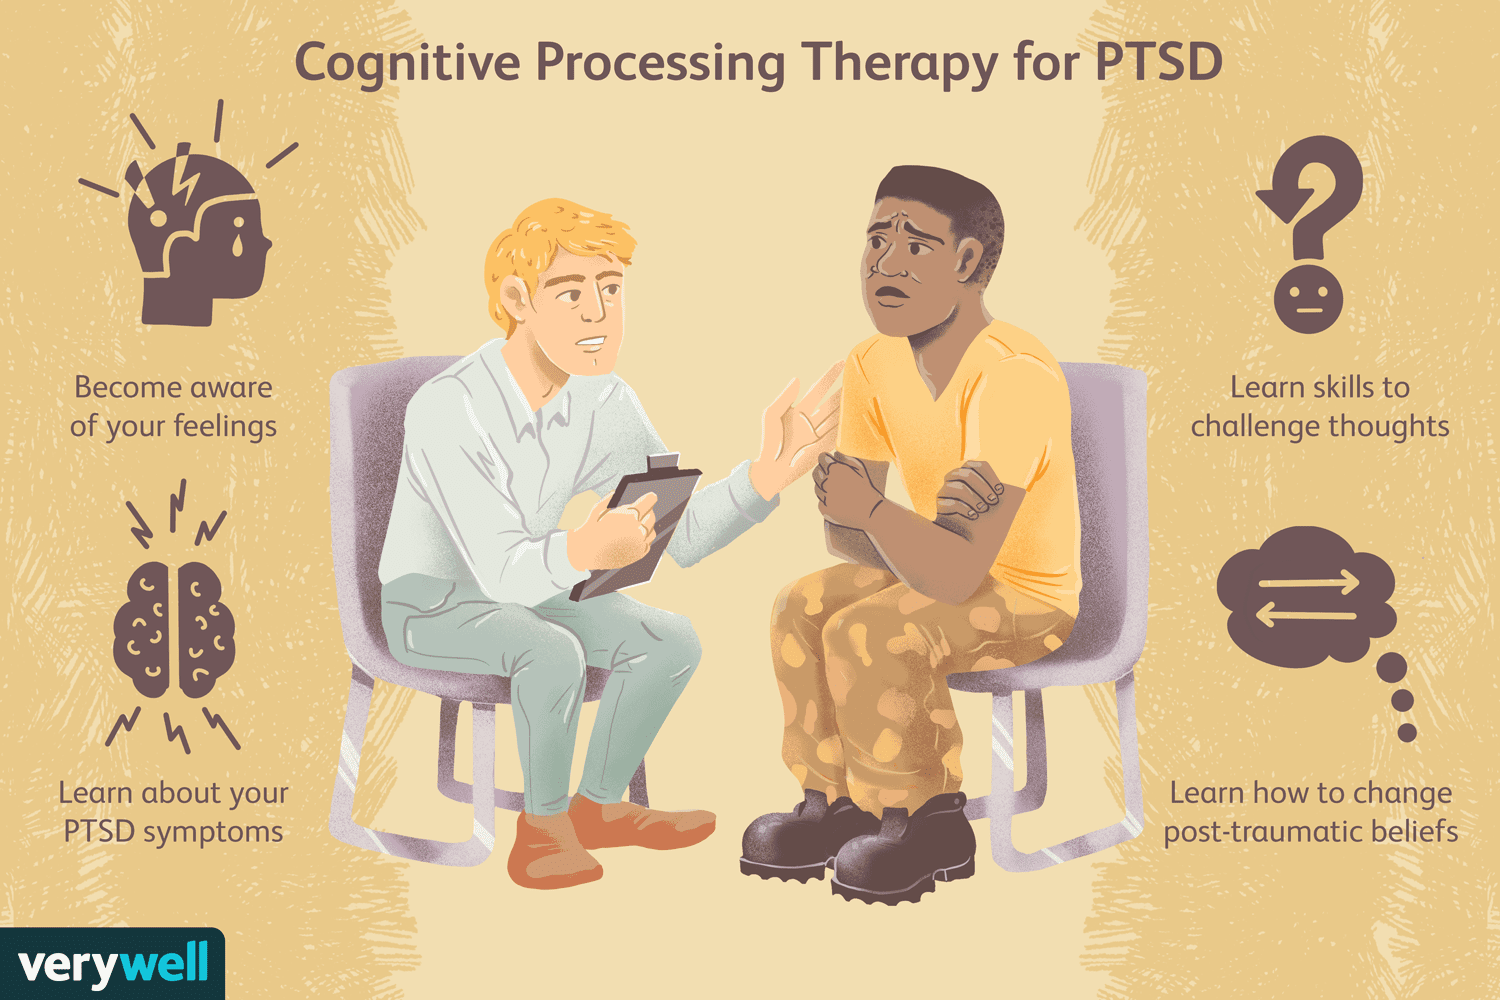 Cognitive Processing Therapy for PTSD
Become aware
of your feelings
Learn about your
PTSD symptoms
Learn skills to
challenge thoughts
Learn how to change
post-traumatic beliefs
verywell